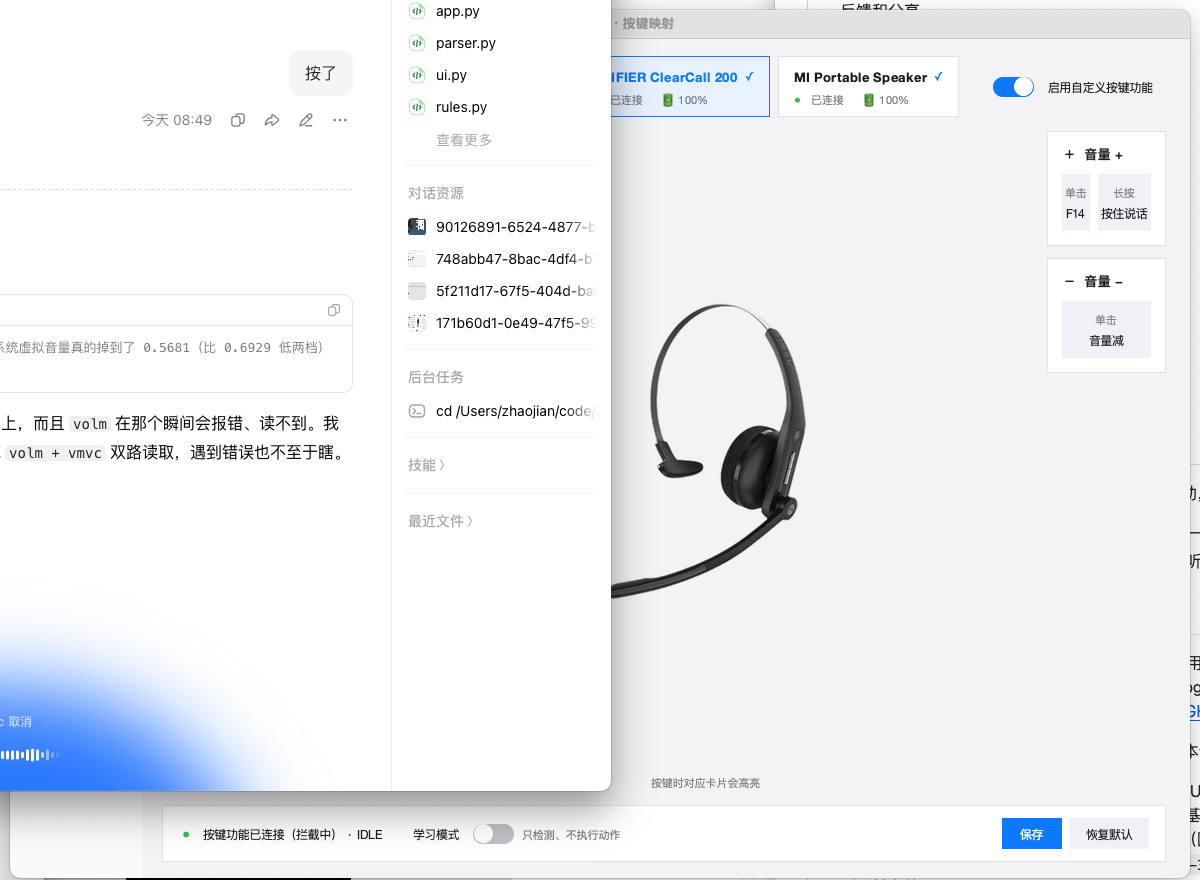 按了
今天 08:49
系统虚拟音量真的掉到了 0.5681 (比 0.6929 低两档)
上，而且 volm 在那个瞬间会报错、读不到。我
volm + vmvc 双路读取，遇到错误也不至于瞎。
取消
app.py
parser.py
ui.py
rules.py
查看更多
对话资源
90126891-6524-4877-b
748abb47-8bac-4df4-b
5f211d17-67f5-404d-ba
171b60d1-0e49-47f5-99
后台任务
cd /Users/zhaojian/code/
技能 〉
最近文件 〉
· 按键映射
IFIER ClearCall 200 ✓
已连接 100%
MI Portable Speaker ✓
已连接 100%
启用自定义按键功能
+ 音量 +
单击
F14
长按
按住说话
− 音量 −
单击
音量减
按键时对应卡片会高亮
按键功能已连接（拦截中） · IDLE
学习模式
只检测、不执行动作
保存
恢复默认